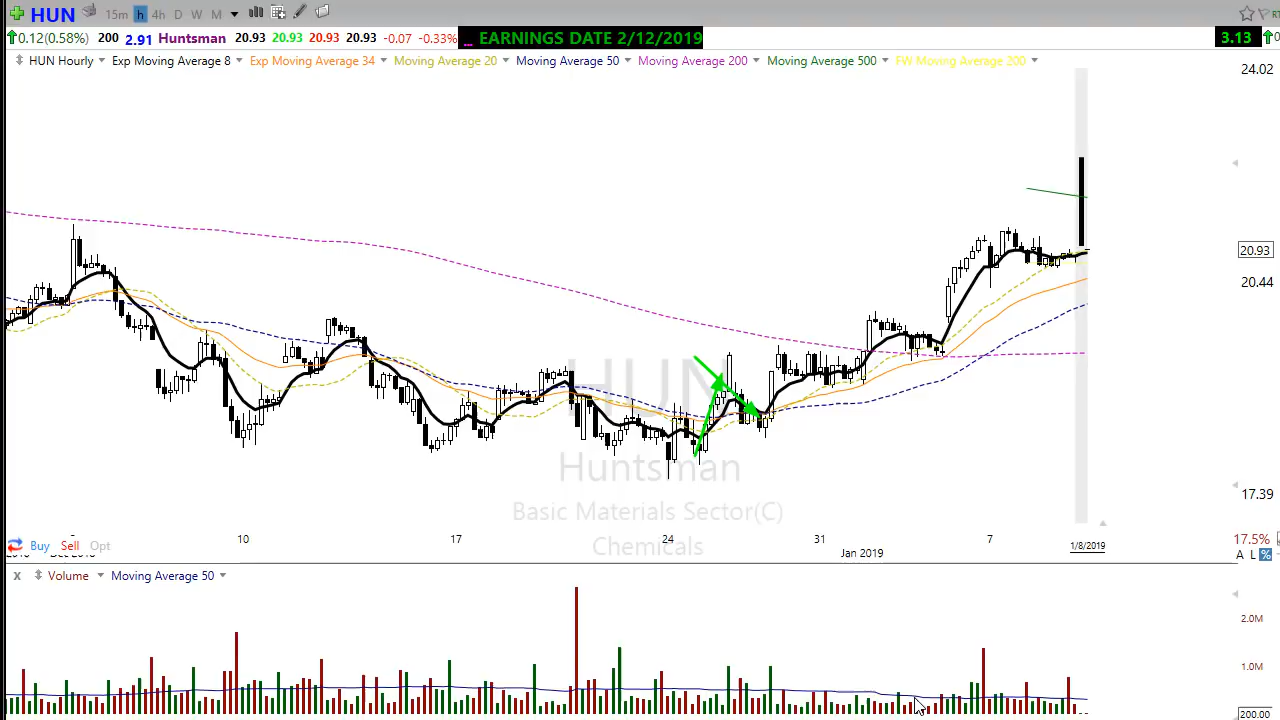 HUN 15m h 4h D W M
0.12(0.58%) 200 2.91 Huntsman 20.93 20.93 20.93 20.93 -0.07 -0.33% ... EARNINGS DATE 2/12/2019 3.13
HUN Hourly Exp Moving Average 8 Exp Moving Average 34 Moving Average 20 Moving Average 50 Moving Average 200 Moving Average 500 FW Moving Average 200
24.02
20.93
20.44
HUN
Huntsman
Basic Materials Sector(C)
Chemicals
17.39
10 17 24 31 7
17.5%
Buy Sell Opt
Jan 2019 1/8/2019
A L %
X Volume Moving Average 50
2.0M
1.0M
200.00